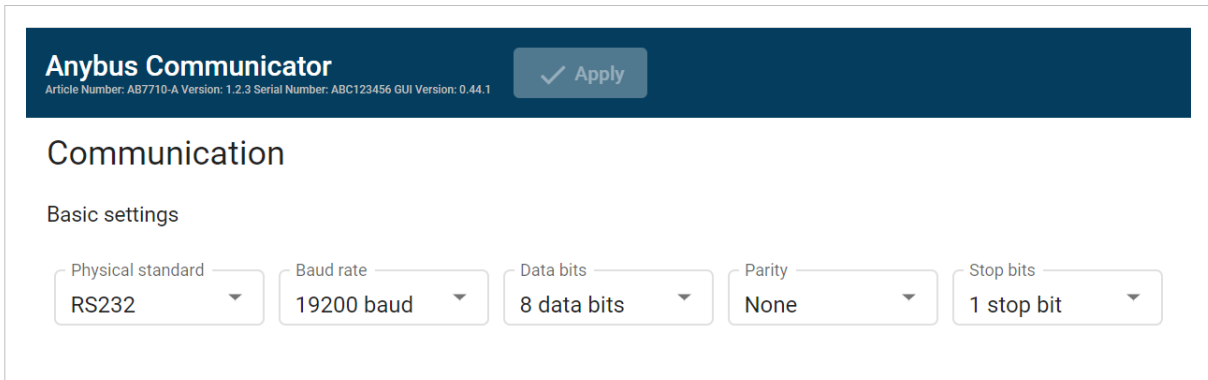 Anybus Communicator
Article Number: AB7710-A Version: 1.2.3 Serial Number: ABC123456 GUI Version: 0.44.1
Apply
Communication
Basic settings
Physical standard
RS232
Baud rate
19200 baud
Data bits
8 data bits
Parity
None
Stop bits
1 stop bit